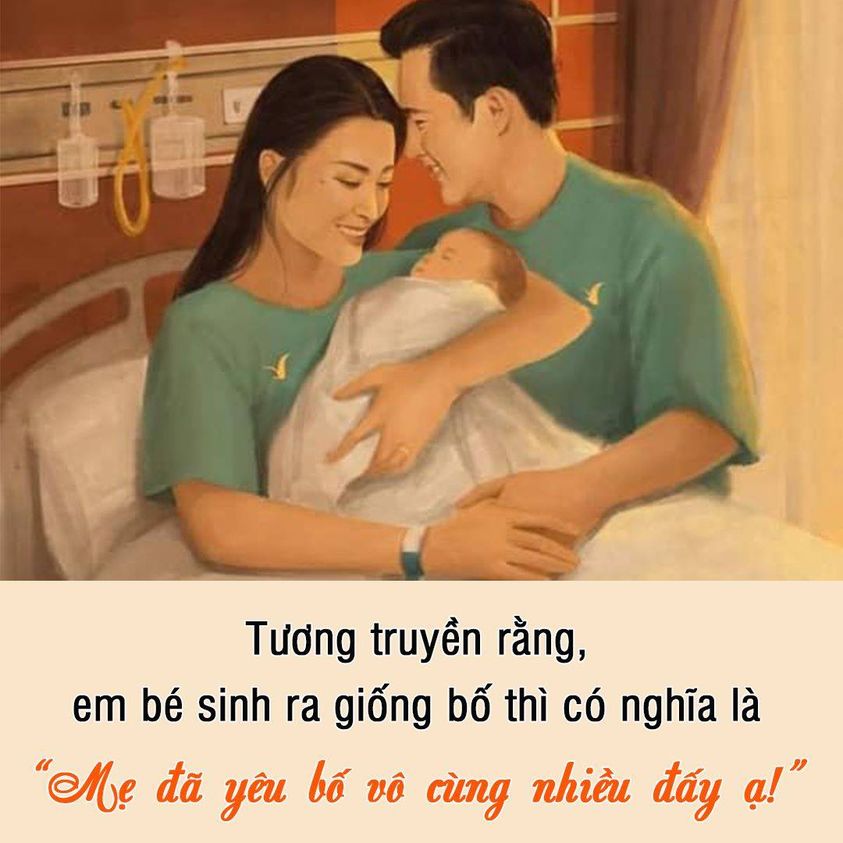 Tương truyền rằng,
em bé sinh ra giống bố thì có nghĩa là
“Mẹ đã yêu bố vô cùng nhiều đấy ạ!”